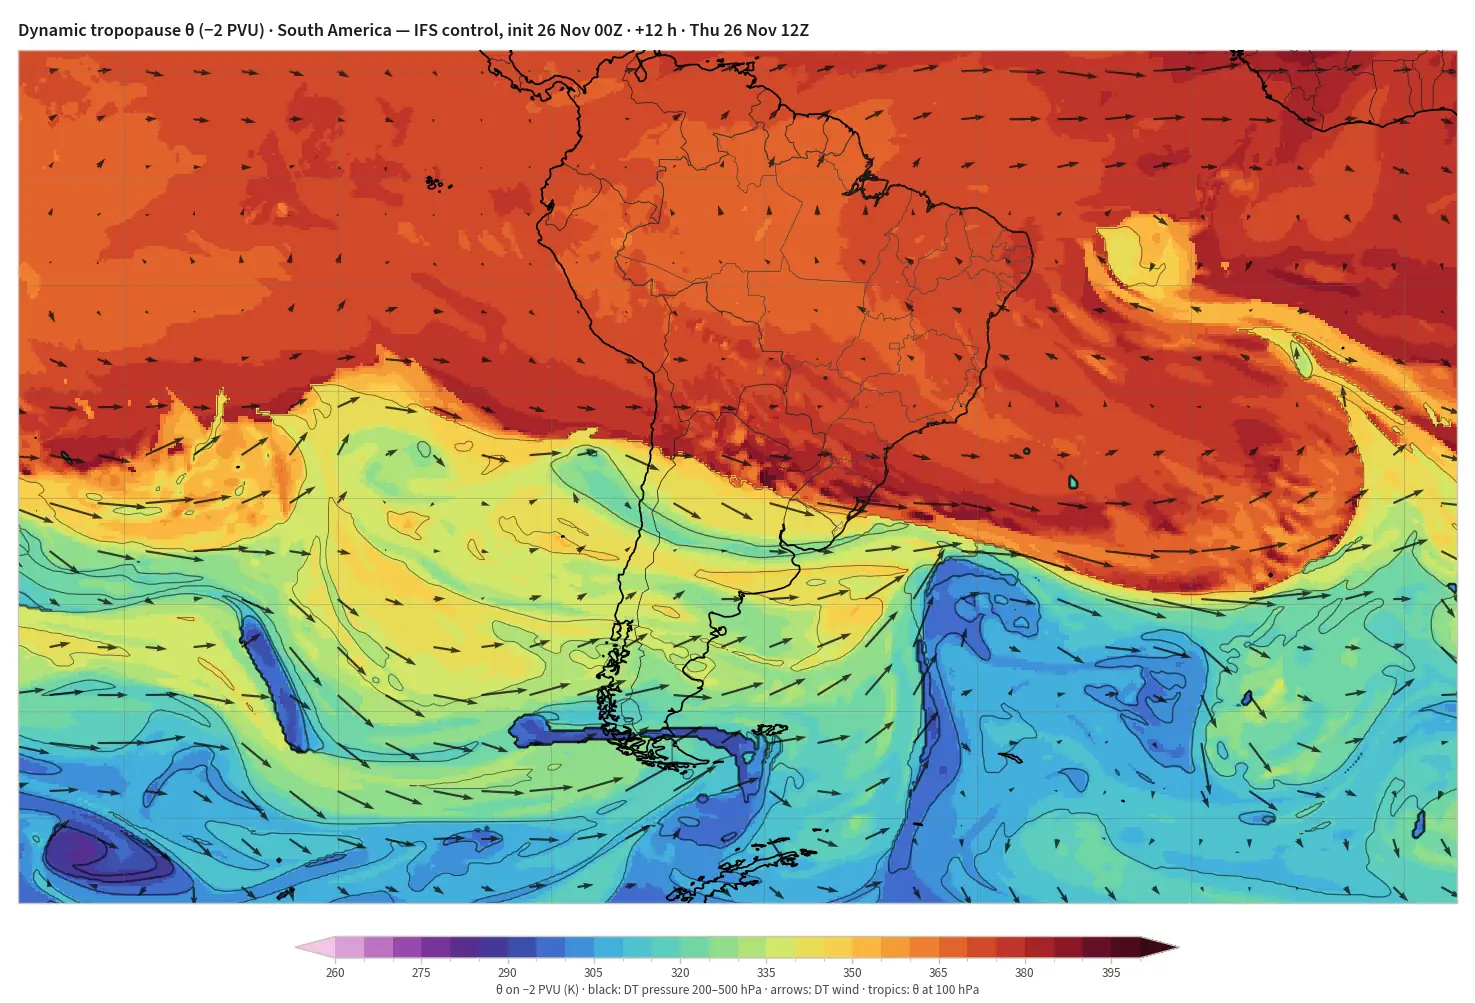 Dynamic tropopause θ (−2 PVU) · South America — IFS control, init 26 Nov 00Z · +12 h · Thu 26 Nov 12Z
260 275 290 305 320 335 350 365 380 395
θ on −2 PVU (K) · black: DT pressure 200–500 hPa · arrows: DT wind · tropics: θ at 100 hPa